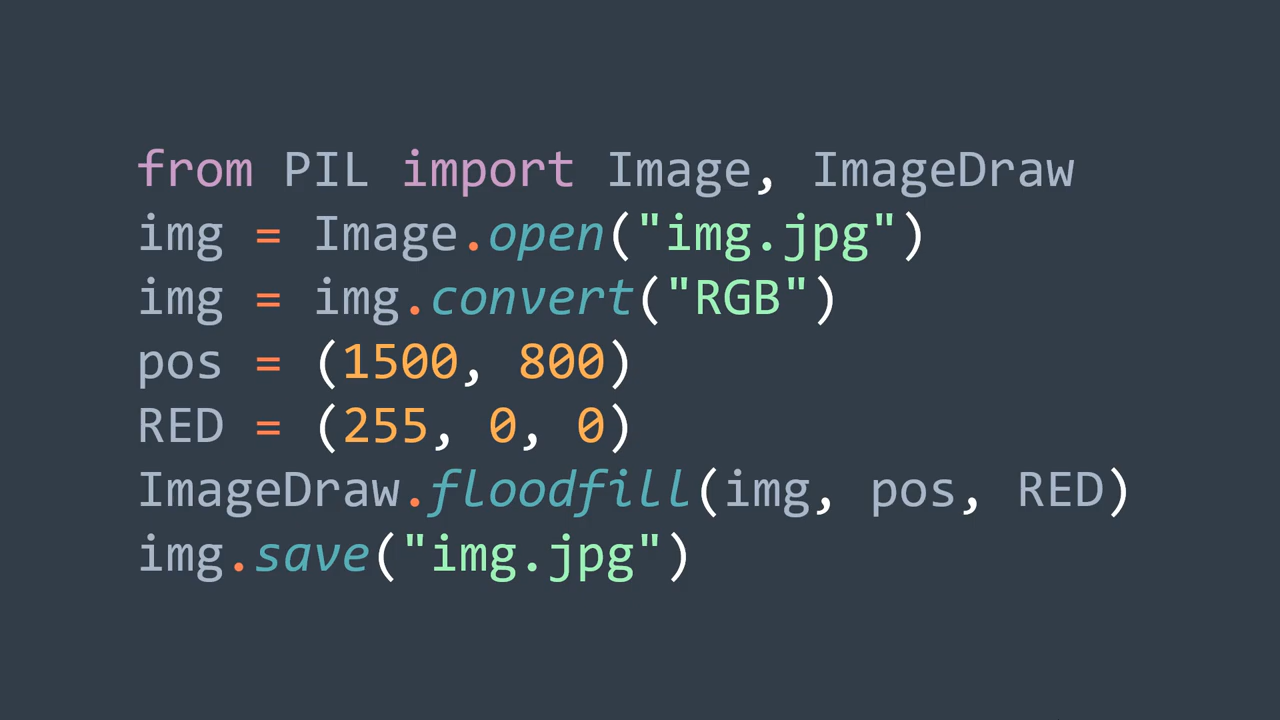 from PIL import Image, ImageDraw
img = Image.open("img.jpg")
img = img.convert("RGB")
pos = (1500, 800)
RED = (255, 0, 0)
ImageDraw.floodfill(img, pos, RED)
img.save("img.jpg")